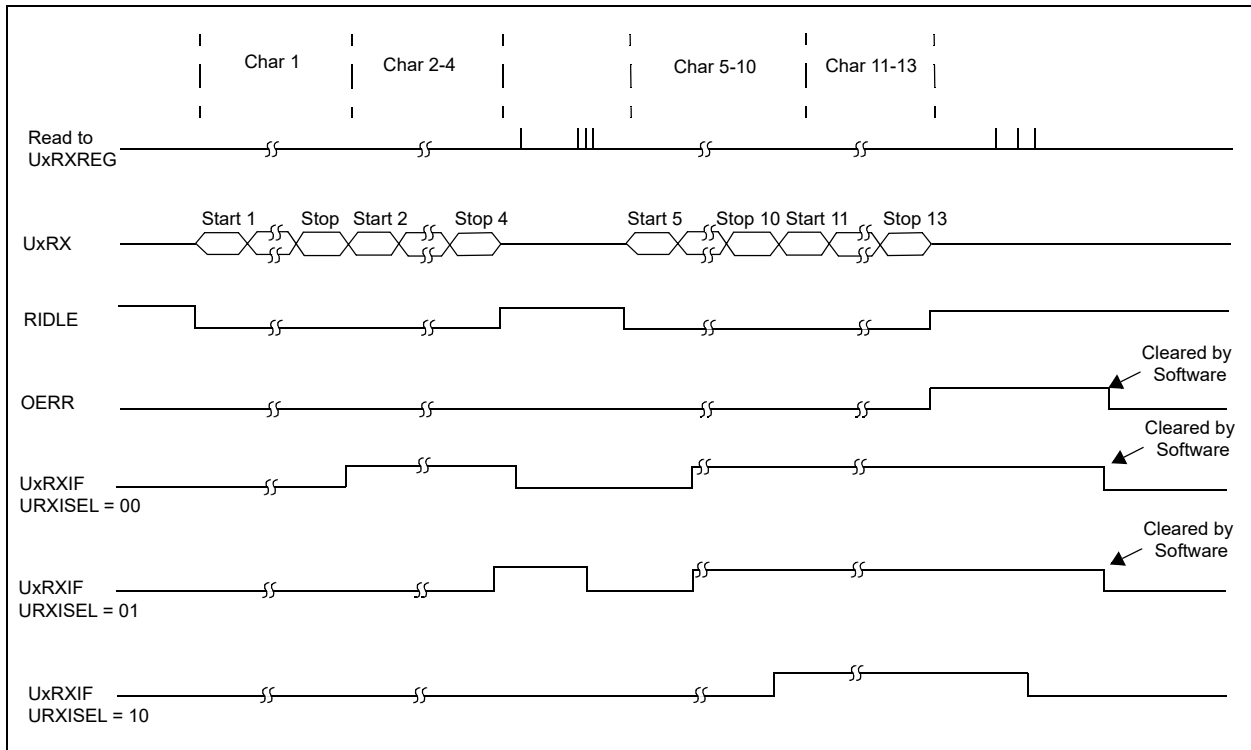 Char 1
Char 2-4
Char 5-10
Char 11-13
Read to
UxRXREG
Start 1
Stop
Start 2
Stop 4
Start 5
Stop 10
Start 11
Stop 13
UxRX
RIDLE
Cleared by
Software
OERR
Cleared by
Software
UxRXIF
URXISEL = 00
Cleared by
Software
UxRXIF
URXISEL = 01
UxRXIF
URXISEL = 10